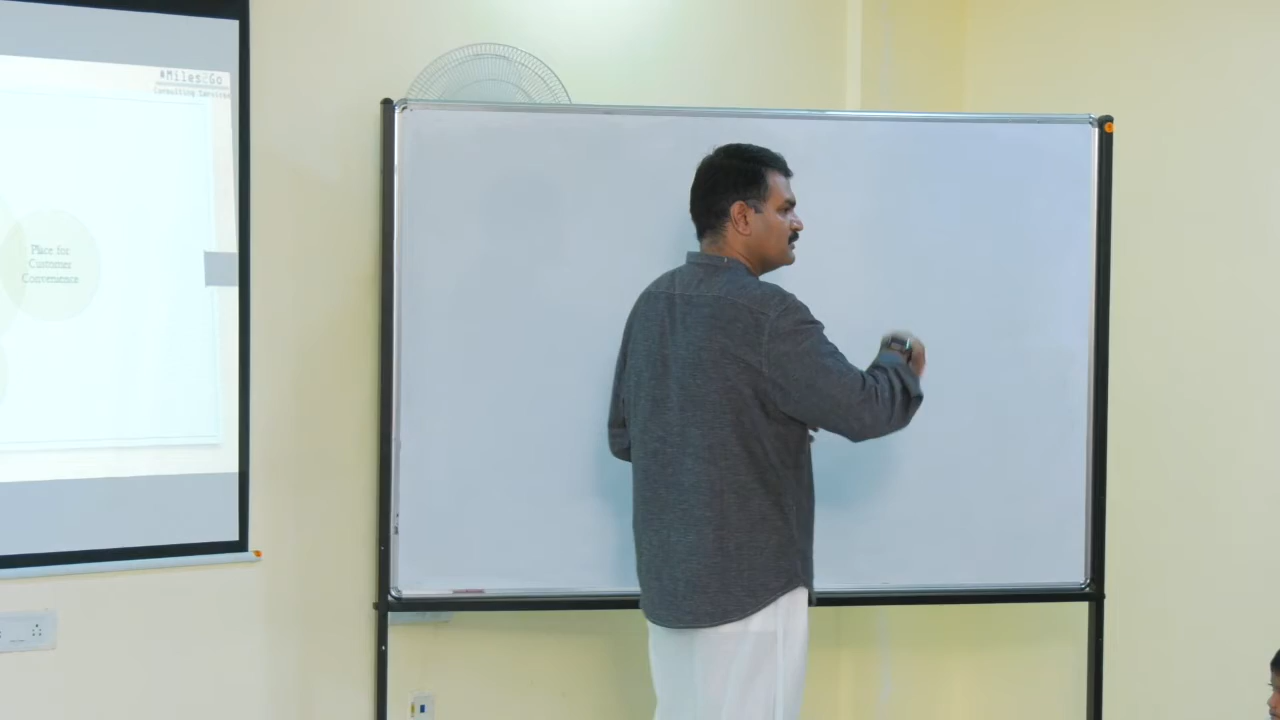 #Miles2Go
Consulting Services
Place for
Customer
Convenience